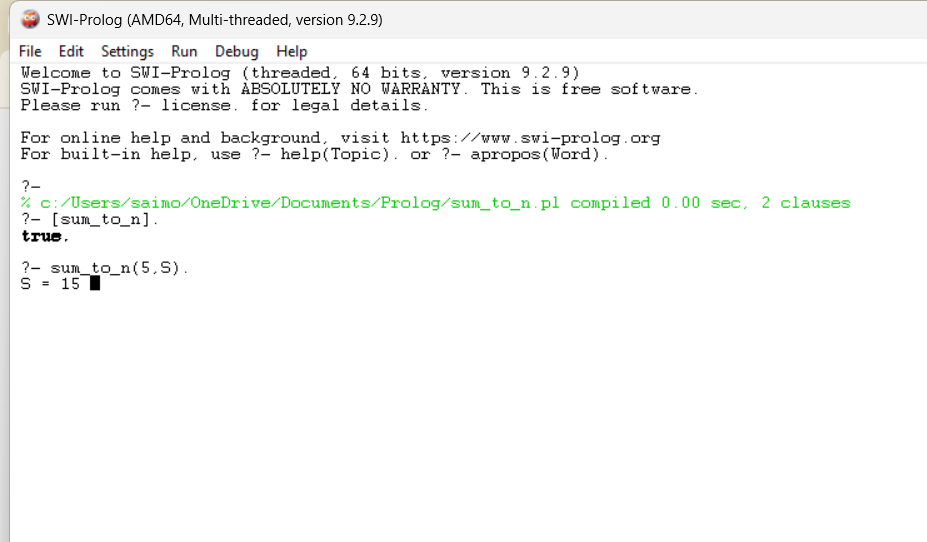 SWI-Prolog (AMD64, Multi-threaded, version 9.2.9)
File Edit Settings Run Debug Help
Welcome to SWI-Prolog (threaded, 64 bits, version 9.2.9)
SWI-Prolog comes with ABSOLUTELY NO WARRANTY. This is free software.
Please run ?- license. for legal details.
For online help and background, visit https://www.swi-prolog.org
For built-in help, use ?- help(Topic). or ?- apropos(Word).
?-
% c:/Users/saimo/OneDrive/Documents/Prolog/sum_to_n.pl compiled 0.00 sec, 2 clauses
?- [sum_to_n].
true.
?- sum_to_n(5,S).
S = 15